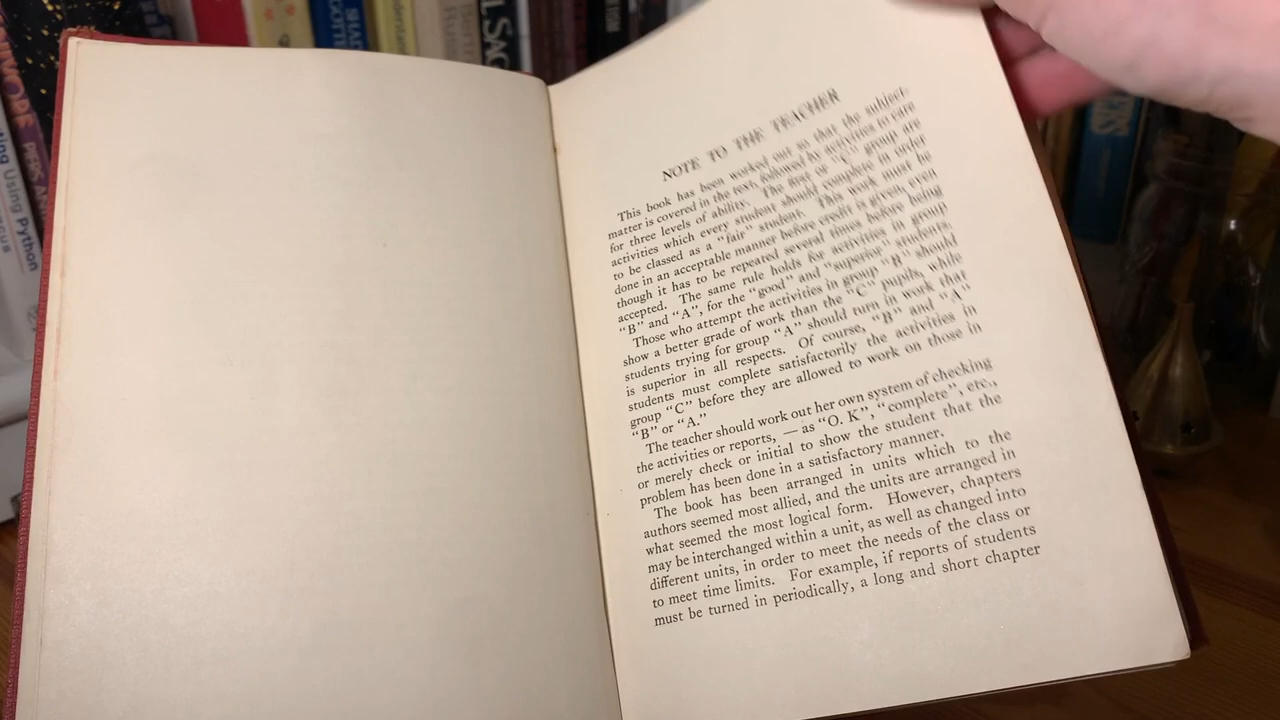 NOTE TO THE TEACHER
This book has been worked out so that the subject-
matter is covered in the text, followed by activities to care
for three levels of ability. The first or "C" group are
activities which every student should complete in order
to be classed as a "fair" student. This work must be
done in an acceptable manner before credit is given, even
though it has to be repeated several times before being
accepted. The same rule holds for activities in group
"B" and "A", for the "good" and "superior" students.
Those who attempt the activities in group "B" should
show a better grade of work than the "C" pupils, while
students trying for group "A" should turn in work that
is superior in all respects. Of course, "B" and "A"
students must complete satisfactorily the activities in
group "C" before they are allowed to work on those in
"B" or "A."
The teacher should work out her own system of checking
the activities or reports, — as "O. K", "complete", etc.,
or merely check or initial to show the student that the
problem has been done in a satisfactory manner.
The book has been arranged in units which to the
authors seemed most allied, and the units are arranged in
what seemed the most logical form. However, chapters
may be interchanged within a unit, as well as changed into
different units, in order to meet the needs of the class or
to meet time limits. For example, if reports of students
must be turned in periodically, a long and short chapter
Using Python
PIERS
L SAG